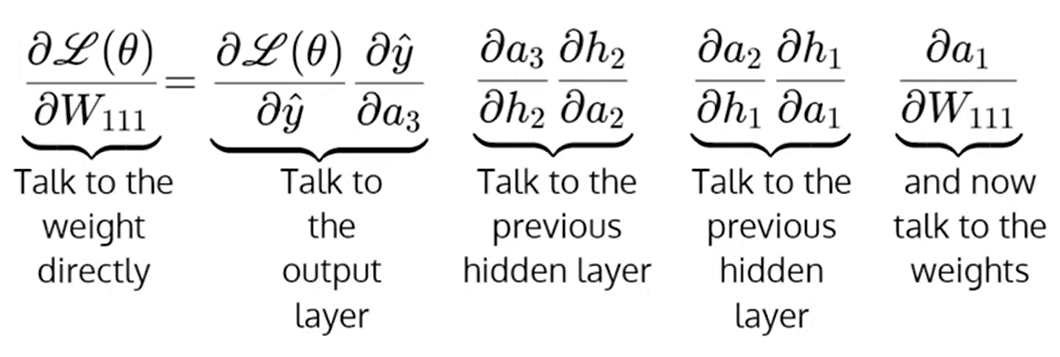 ∂ℒ(θ)/∂W₁₁₁ = ∂ℒ(θ)/∂ŷ ∂ŷ/∂a₃ ∂a₃/∂h₂ ∂h₂/∂a₂ ∂a₂/∂h₁ ∂h₁/∂a₁ ∂a₁/∂W₁₁₁
Talk to the
weight
directly
Talk to
the
output
layer
Talk to the
previous
hidden layer
Talk to the
previous
hidden
layer
and now
talk to the
weights